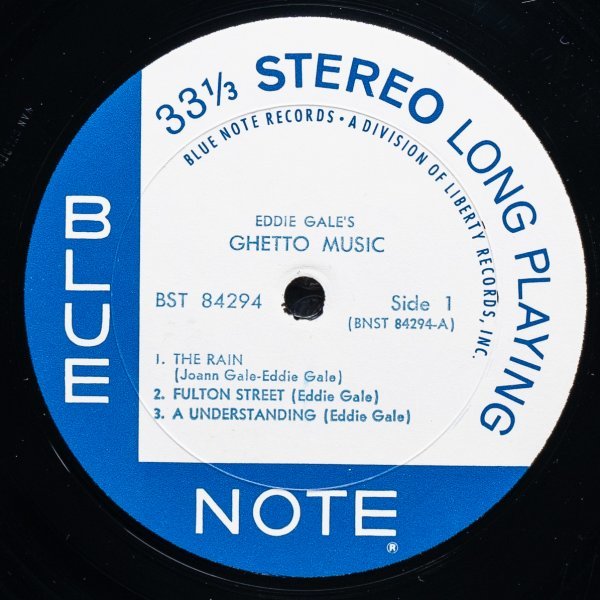 33⅓ STEREO LONG PLAYING
BLUE NOTE RECORDS • A DIVISION OF LIBERTY RECORDS, INC.
EDDIE GALE'S
GHETTO MUSIC
BST 84294 Side 1
(BNST 84294-A)
1. THE RAIN
(Joann Gale-Eddie Gale)
2. FULTON STREET (Eddie Gale)
3. A UNDERSTANDING (Eddie Gale)
BLUE
NOTE
®